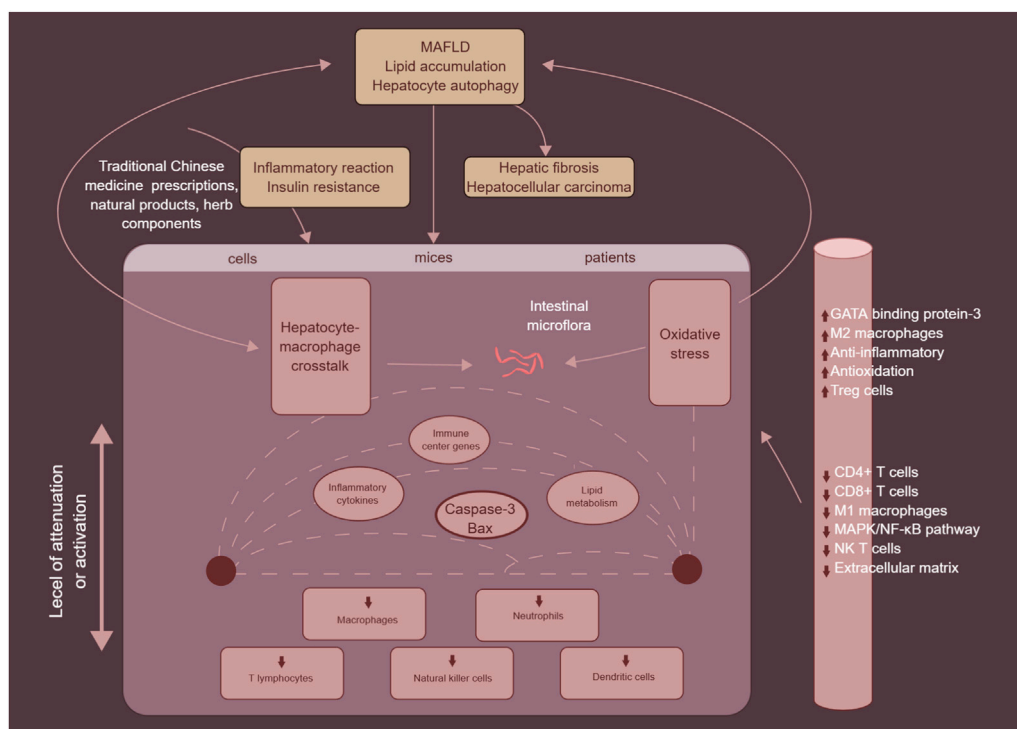 MAFLD
Lipid accumulation
Hepatocyte autophagy
Traditional Chinese
medicine prescriptions,
natural products, herb
components
Inflammatory reaction
Insulin resistance
Hepatic fibrosis
Hepatocellular carcinoma
cells
mices
patients
Hepatocyte-
macrophage
crosstalk
Intestinal
microflora
Oxidative
stress
GATA binding protein-3
M2 macrophages
Anti-inflammatory
Antioxidation
Treg cells
CD4+ T cells
CD8+ T cells
M1 macrophages
MAPK/NF-κB pathway
NK T cells
Extracellular matrix
Lecel of attenuation
or activation
Immune
center genes
Inflammatory
cytokines
Lipid
metabolism
Caspase-3
Bax
Macrophages
Neutrophils
T lymphocytes
Natural killer cells
Dendritic cells